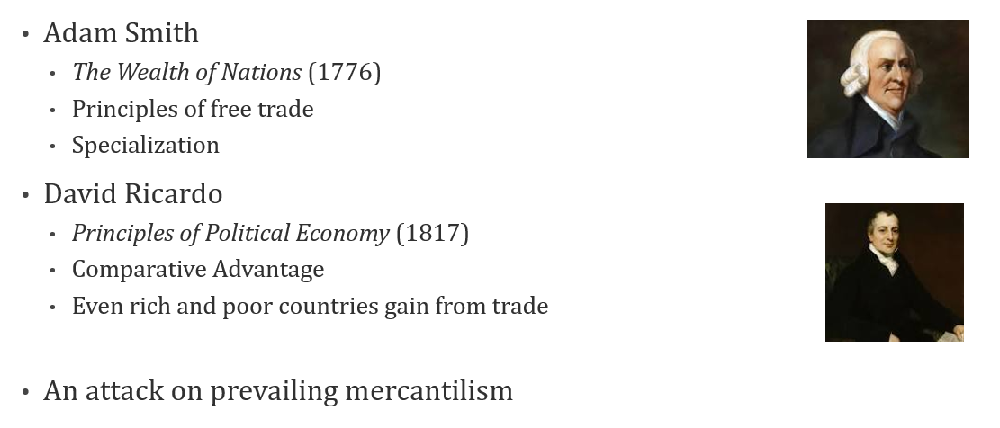 • Adam Smith
• The Wealth of Nations (1776)
• Principles of free trade
• Specialization
• David Ricardo
• Principles of Political Economy (1817)
• Comparative Advantage
• Even rich and poor countries gain from trade
• An attack on prevailing mercantilism